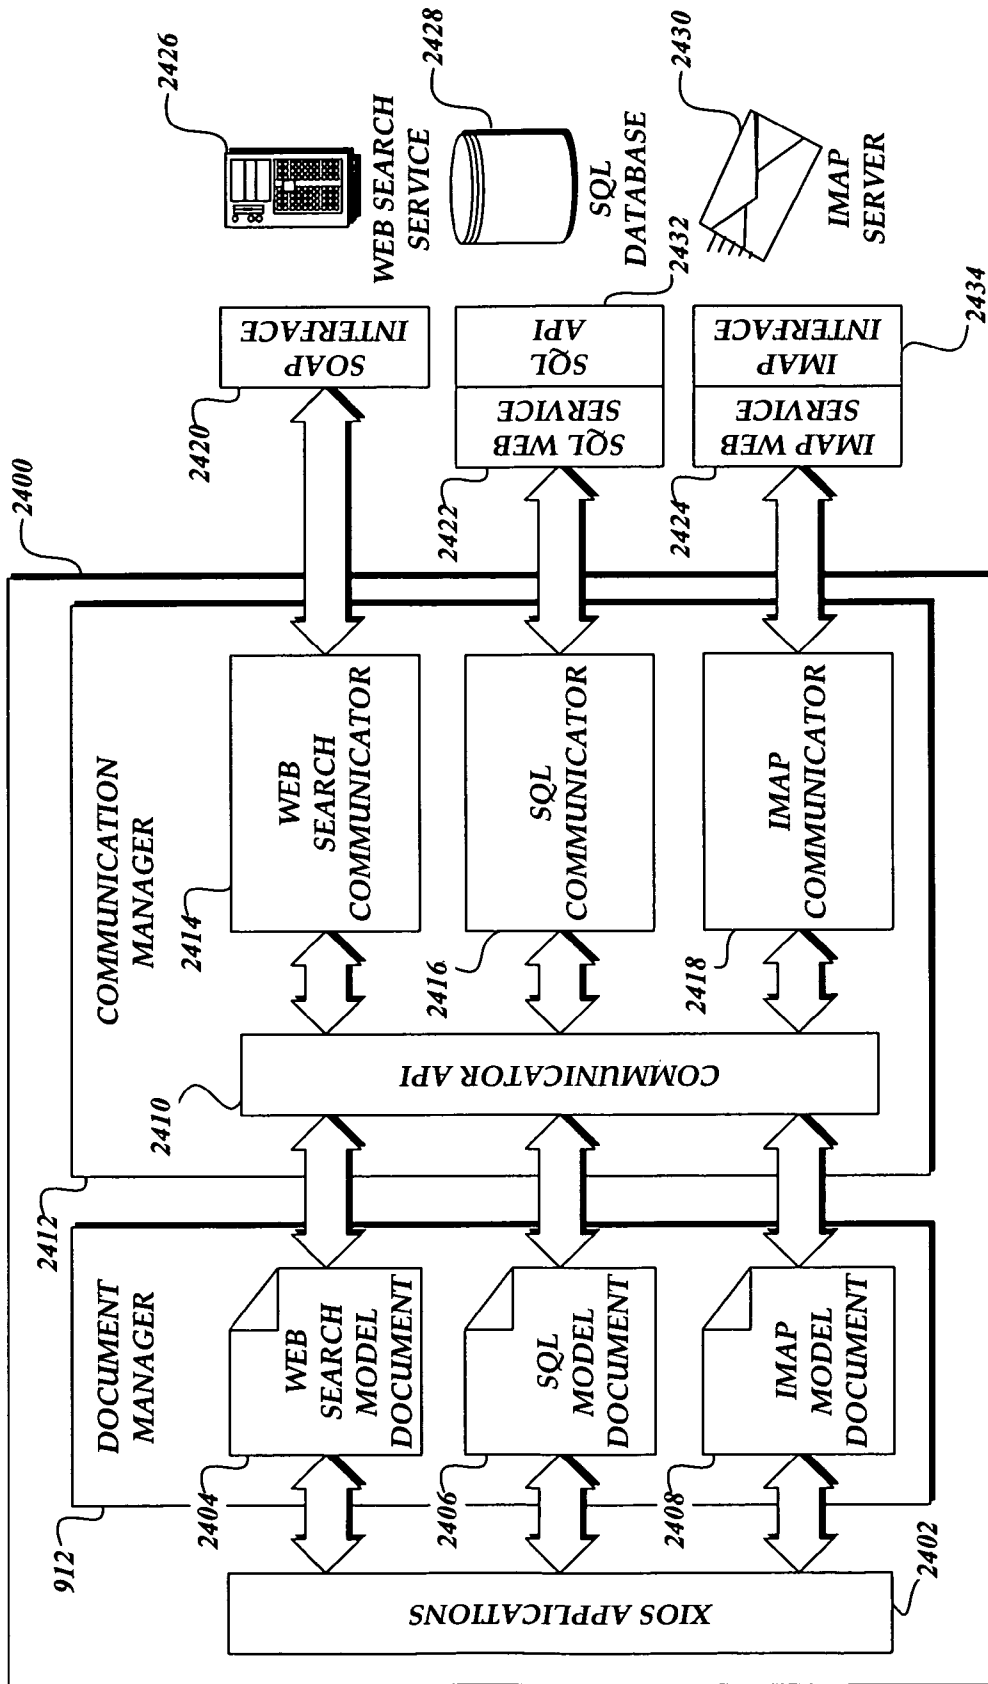 2400
912
DOCUMENT
MANAGER
2412
COMMUNICATION
MANAGER
XIOS APPLICATIONS
2402
2404
WEB
SEARCH
MODEL
DOCUMENT
2406
SQL
MODEL
DOCUMENT
2408
IMAP
MODEL
DOCUMENT
2410
COMMUNICATOR API
2414
WEB
SEARCH
COMMUNICATOR
2416
SQL
COMMUNICATOR
2418
IMAP
COMMUNICATOR
2420
SOAP
INTERFACE
2422
SQL WEB
SERVICE
SQL
API
2432
2424
IMAP WEB
SERVICE
IMAP
INTERFACE
2434
2426
WEB SEARCH
SERVICE
2428
SQL
DATABASE
2430
IMAP
SERVER